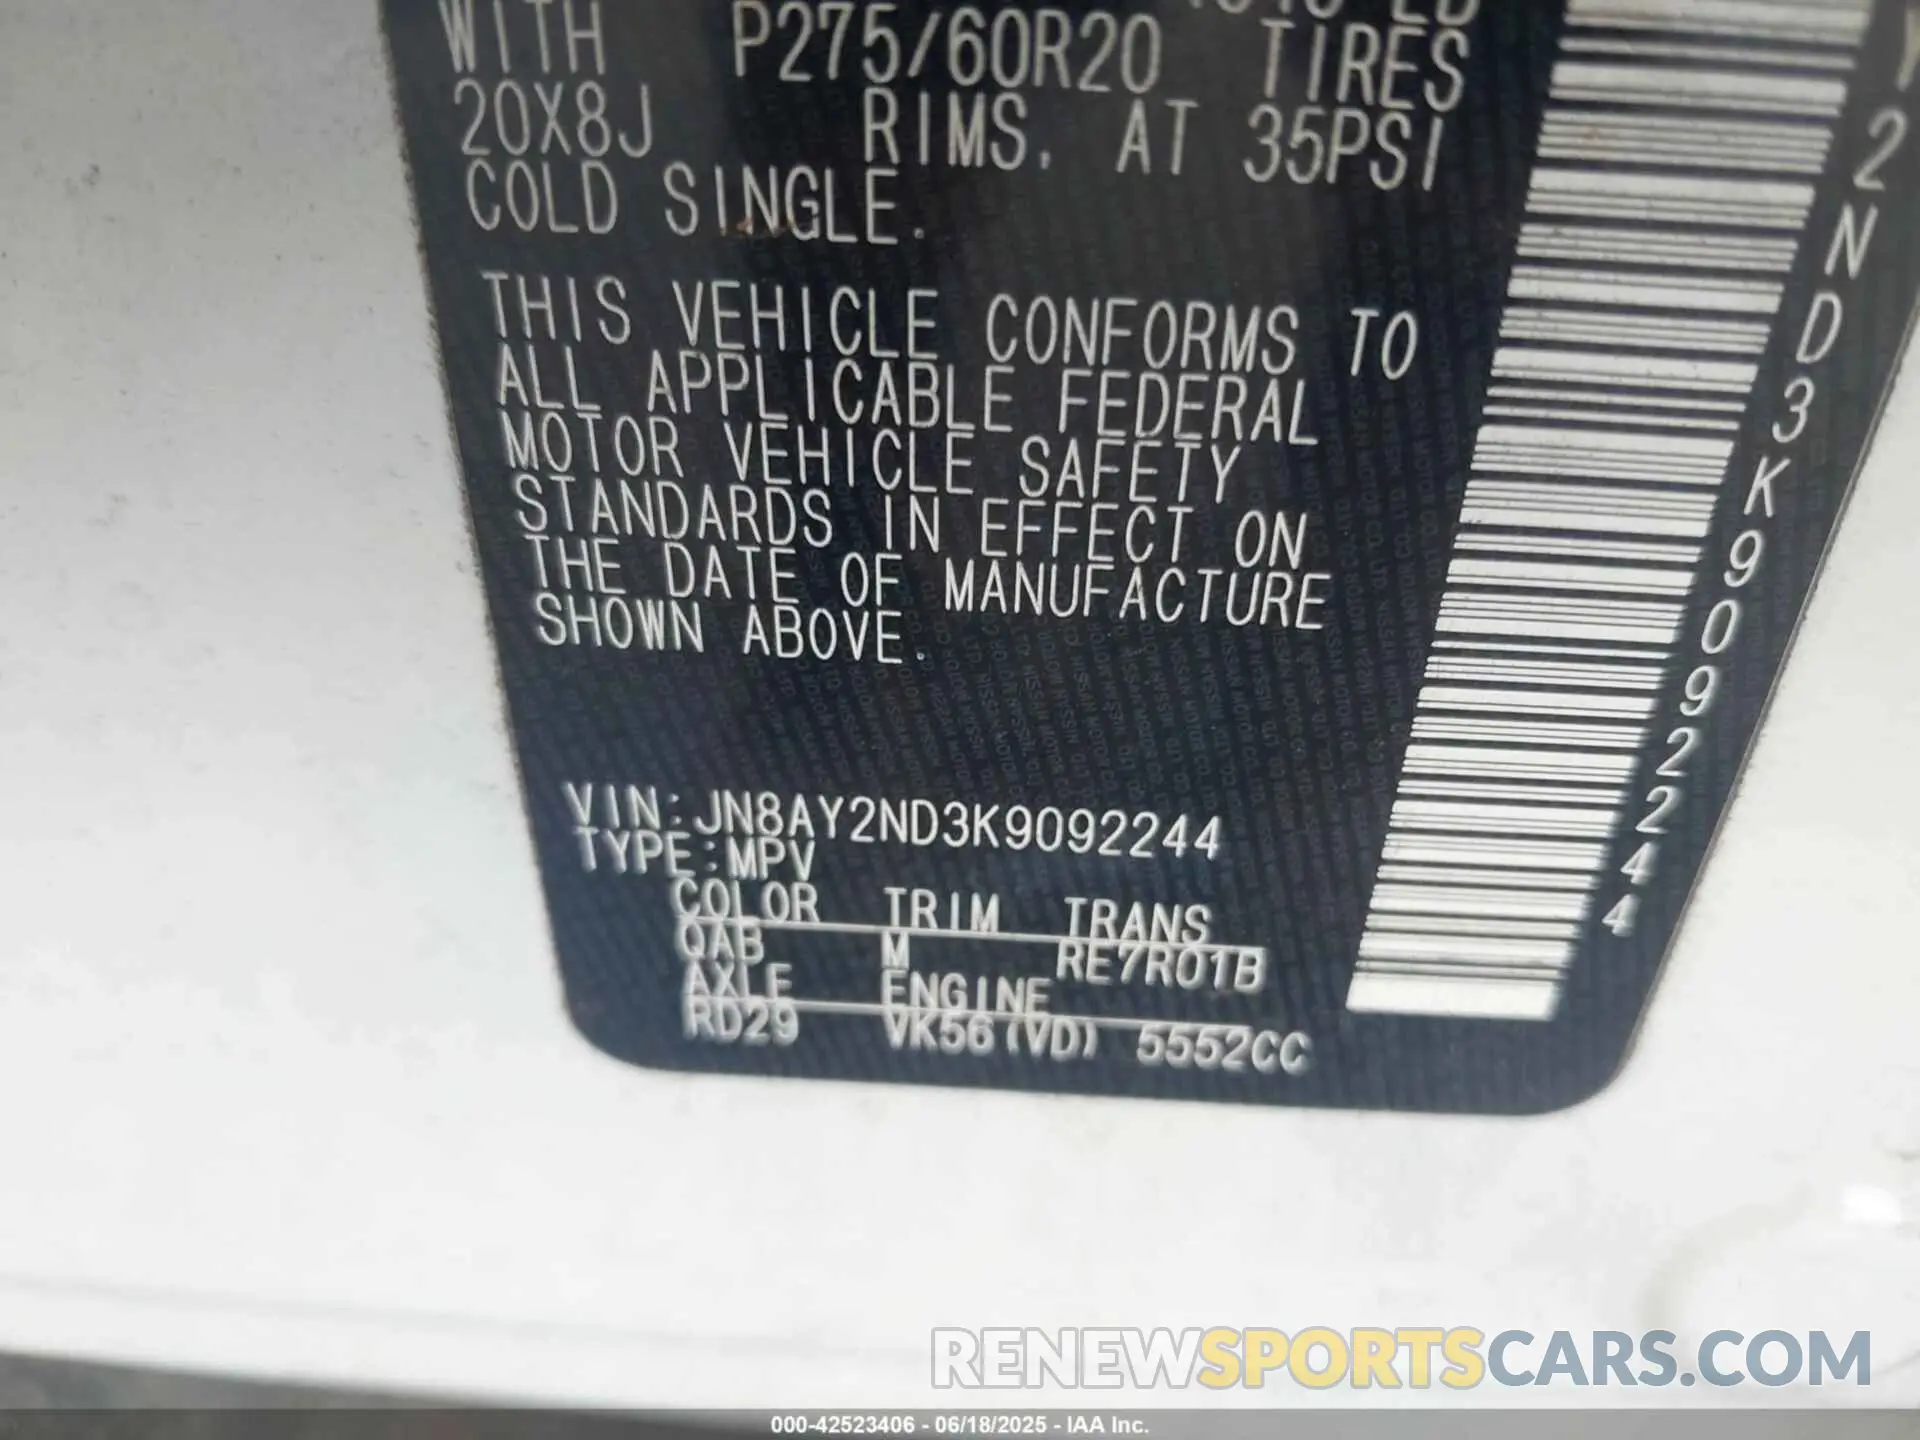 WITH P275/60R20 TIRES
20X8J RIMS. AT 35PSI
COLD SINGLE.
THIS VEHICLE CONFORMS TO
ALL APPLICABLE FEDERAL
MOTOR VEHICLE SAFETY
STANDARDS IN EFFECT ON
THE DATE OF MANUFACTURE
SHOWN ABOVE.
VIN:JN8AY2ND3K9092244
TYPE:MPV
COLOR TRIM TRANS
QAB M RE7R01B
AXLE ENGINE
RD29 VK56(VD) 5552CC
Y2ND3K9092244
RENEWSPORTSCARS.COM
000-42523406 - 06/18/2025 - IAA Inc.